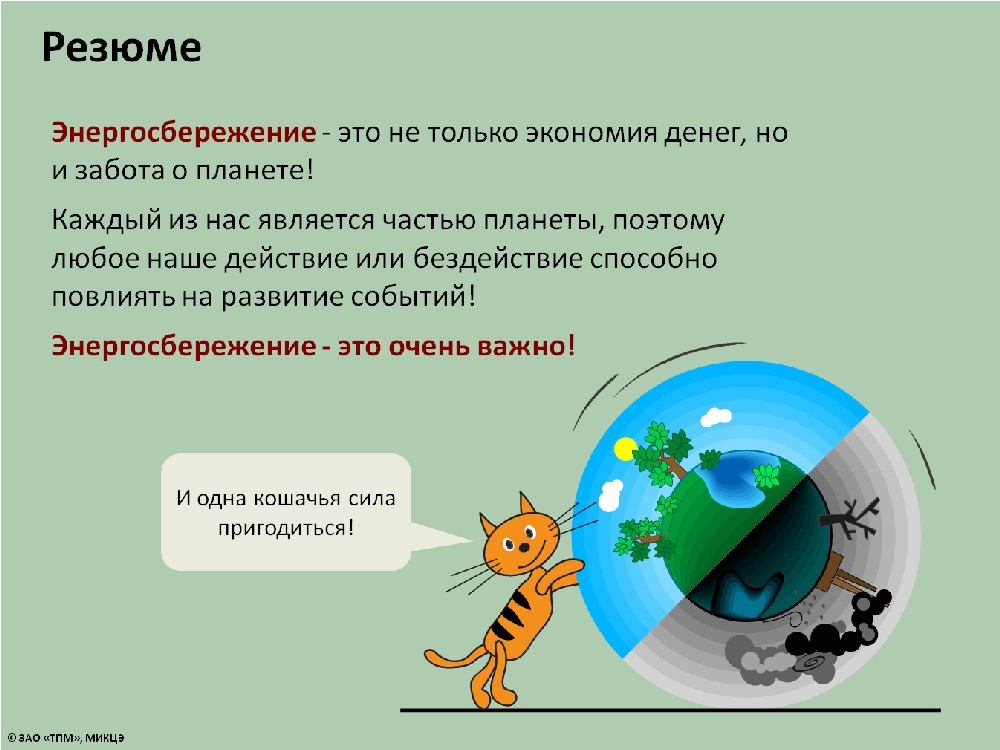 Резюме
Энергосбережение - это не только экономия денег, но
и забота о планете!
Каждый из нас является частью планеты, поэтому
любое наше действие или бездействие способно
повлиять на развитие событий!
Энергосбережение - это очень важно!
И одна кошачья сила
пригодиться!
© ЗАО «ТПМ», МИКЦЭ